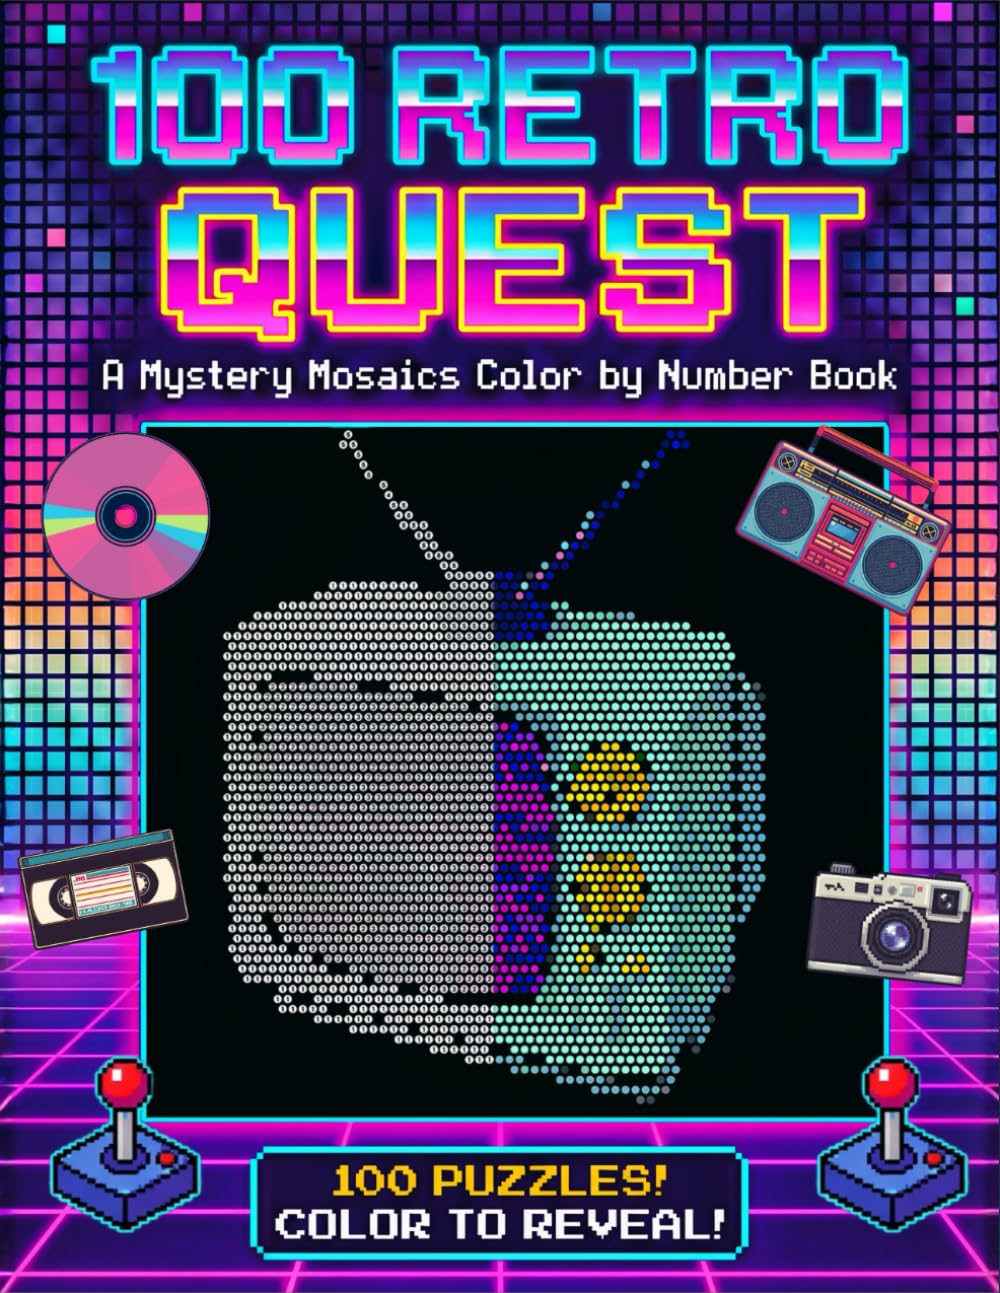 100 RETRO
QUEST
A Mystery Mosaics Color by Number Book
100 PUZZLES!
COLOR TO REVEAL!